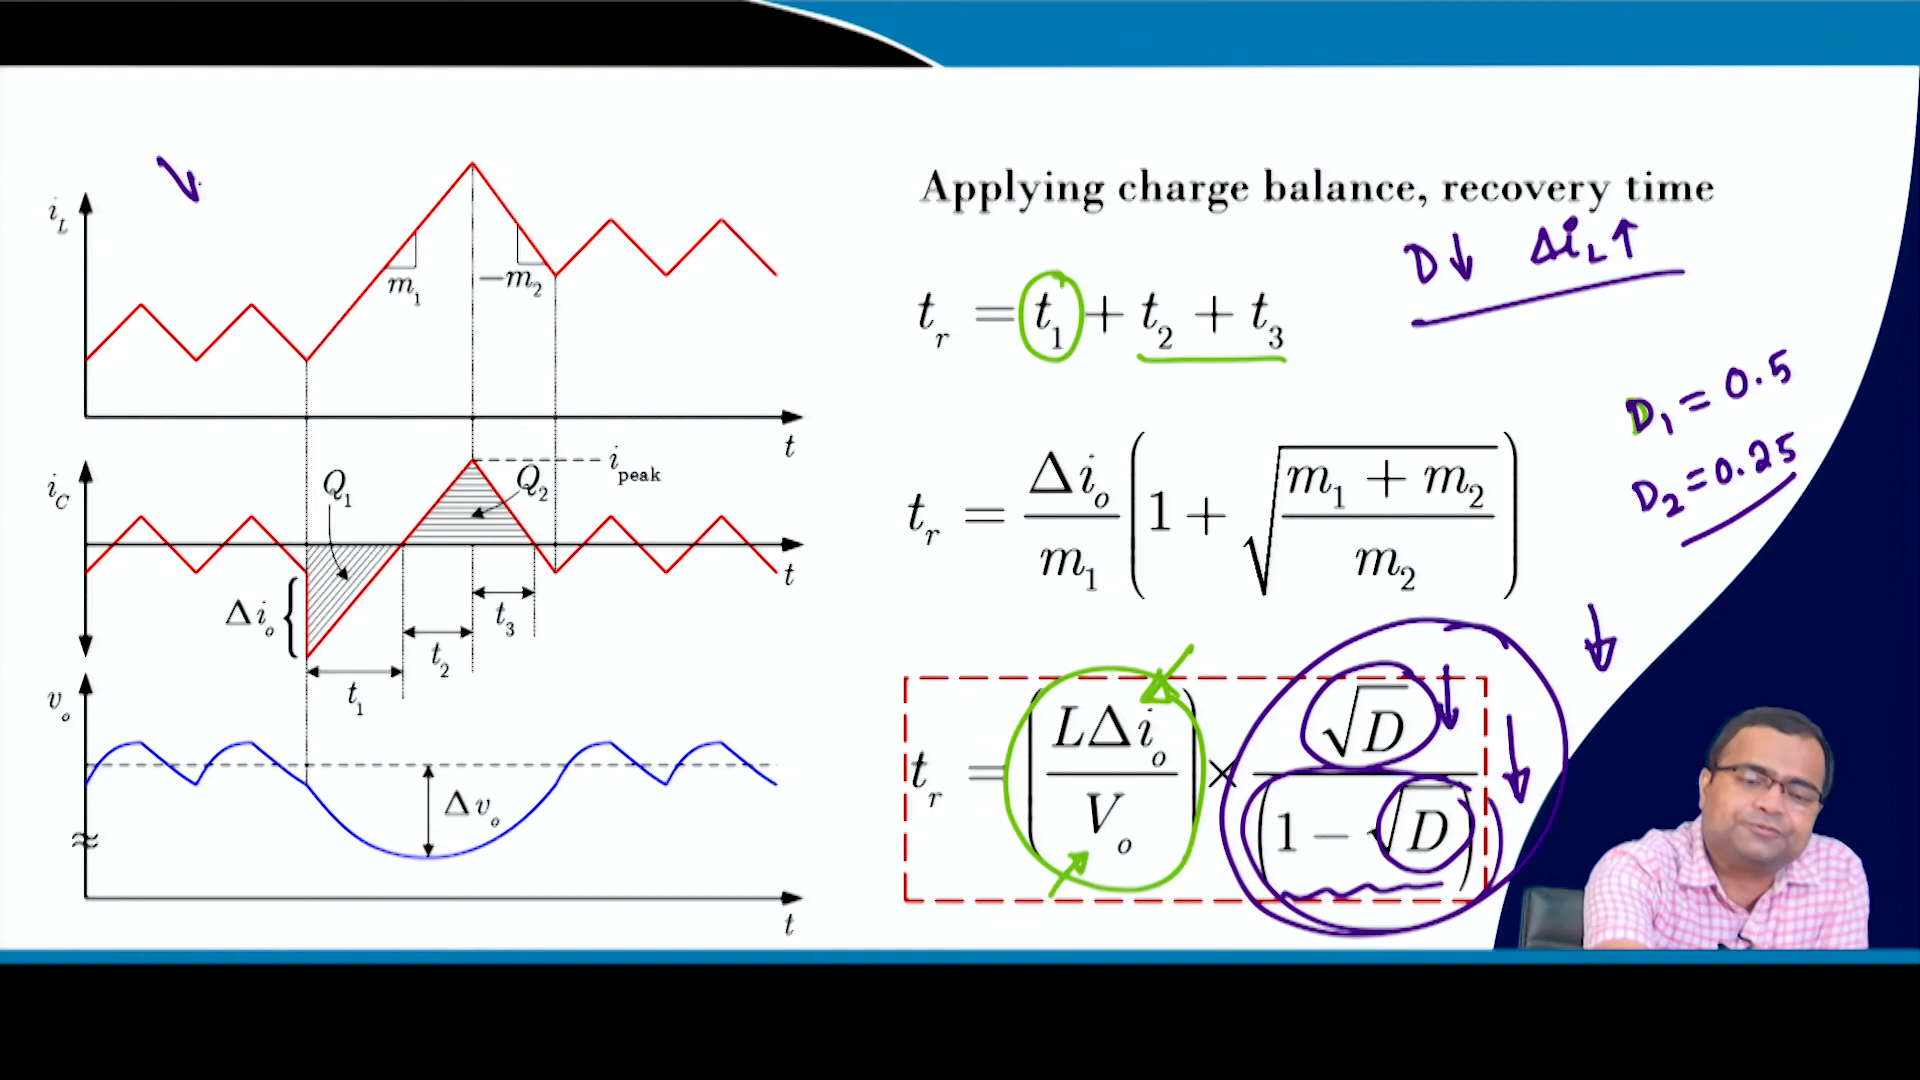 Applying charge balance, recovery time
D↓ Δi_L↑
t_r = t_1 + t_2 + t_3
D_1 = 0.5
D_2 = 0.25
t_r = Δi_o / m_1 (1 + √((m_1 + m_2) / m_2))
t_r = (LΔi_o / V_o) × √D / (1 − √D)
i_L
m_1
−m_2
t
i_C
Q_1
Q_2
i_peak
t
Δi_o
t_1
t_2
t_3
v_o
Δv_o
t